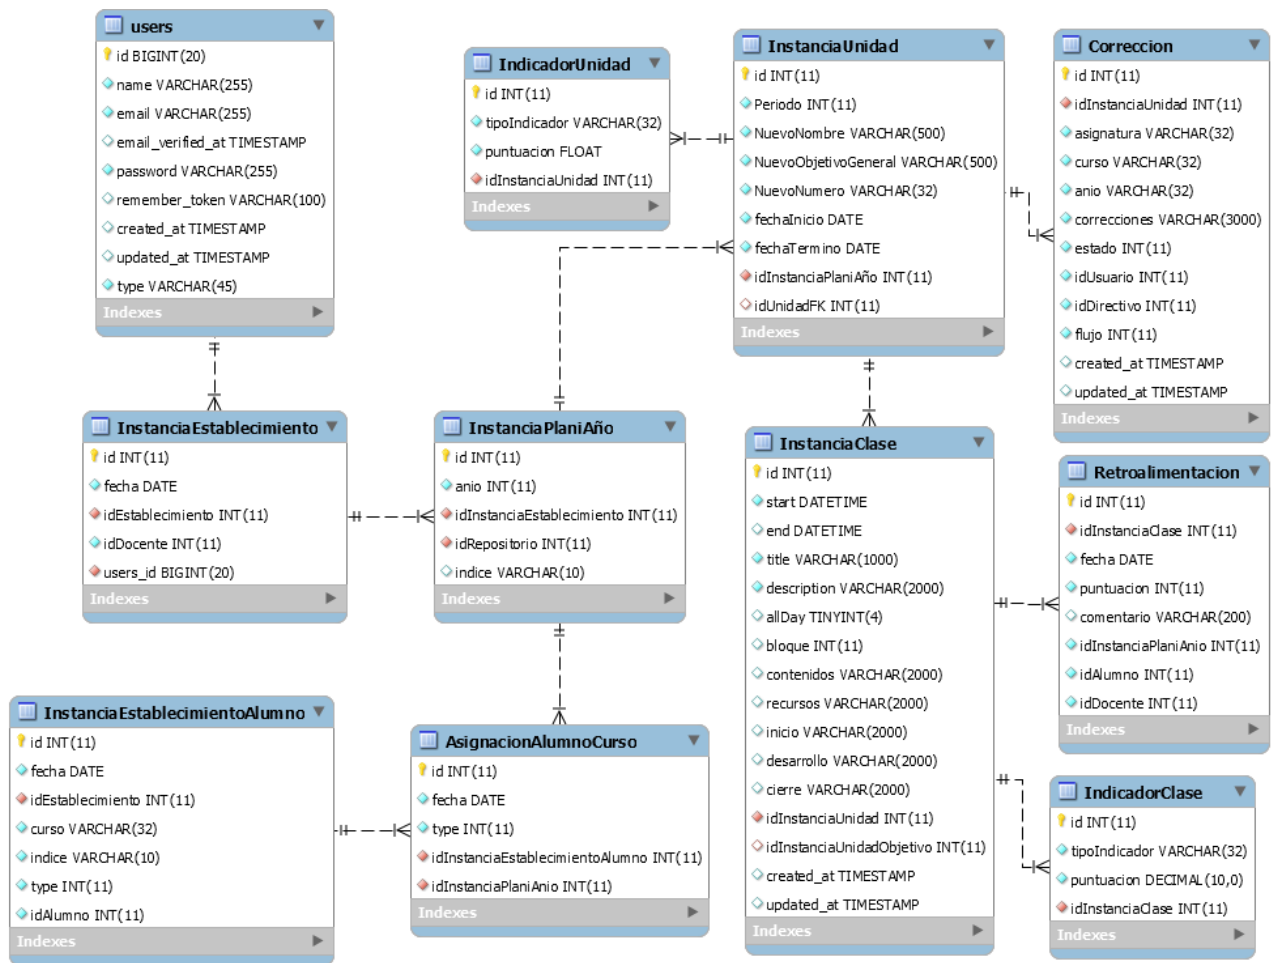 users
id BIGINT(20)
name VARCHAR(255)
email VARCHAR(255)
email_verified_at TIMESTAMP
password VARCHAR(255)
remember_token VARCHAR(100)
created_at TIMESTAMP
updated_at TIMESTAMP
type VARCHAR(45)
Indexes
IndicadorUnidad
id INT(11)
tipoIndicador VARCHAR(32)
puntuacion FLOAT
idInstanciaUnidad INT(11)
Indexes
InstanciaUnidad
id INT(11)
Periodo INT(11)
NuevoNombre VARCHAR(500)
NuevoObjetivoGeneral VARCHAR(500)
NuevoNumero VARCHAR(32)
fechaInicio DATE
fechaTermino DATE
idInstanciaPlaniAño INT(11)
idUnidadFK INT(11)
Indexes
Correccion
id INT(11)
idInstanciaUnidad INT(11)
asignatura VARCHAR(32)
curso VARCHAR(32)
anio VARCHAR(32)
correcciones VARCHAR(3000)
estado INT(11)
idUsuario INT(11)
idDirectivo INT(11)
flujo INT(11)
created_at TIMESTAMP
updated_at TIMESTAMP
Indexes
InstanciaEstablecimiento
id INT(11)
fecha DATE
idEstablecimiento INT(11)
idDocente INT(11)
users_id BIGINT(20)
Indexes
InstanciaPlaniAño
id INT(11)
anio INT(11)
idInstanciaEstablecimiento INT(11)
idRepositorio INT(11)
indice VARCHAR(10)
Indexes
InstanciaClase
id INT(11)
start DATETIME
end DATETIME
title VARCHAR(1000)
description VARCHAR(2000)
allDay TINYINT(4)
bloque INT(11)
contenidos VARCHAR(2000)
recursos VARCHAR(2000)
inicio VARCHAR(2000)
desarrollo VARCHAR(2000)
cierre VARCHAR(2000)
idInstanciaUnidad INT(11)
idInstanciaUnidadObjetivo INT(11)
created_at TIMESTAMP
updated_at TIMESTAMP
Indexes
Retroalimentacion
id INT(11)
idInstanciaClase INT(11)
fecha DATE
puntuacion INT(11)
comentario VARCHAR(200)
idInstanciaPlaniAnio INT(11)
idAlumno INT(11)
idDocente INT(11)
Indexes
InstanciaEstablecimientoAlumno
id INT(11)
fecha DATE
idEstablecimiento INT(11)
curso VARCHAR(32)
indice VARCHAR(10)
type INT(11)
idAlumno INT(11)
Indexes
AsignacionAlumnoCurso
id INT(11)
fecha DATE
type INT(11)
idInstanciaEstablecimientoAlumno INT(11)
idInstanciaPlaniAnio INT(11)
Indexes
IndicadorClase
id INT(11)
tipoIndicador VARCHAR(32)
puntuacion DECIMAL(10,0)
idInstanciaClase INT(11)
Indexes